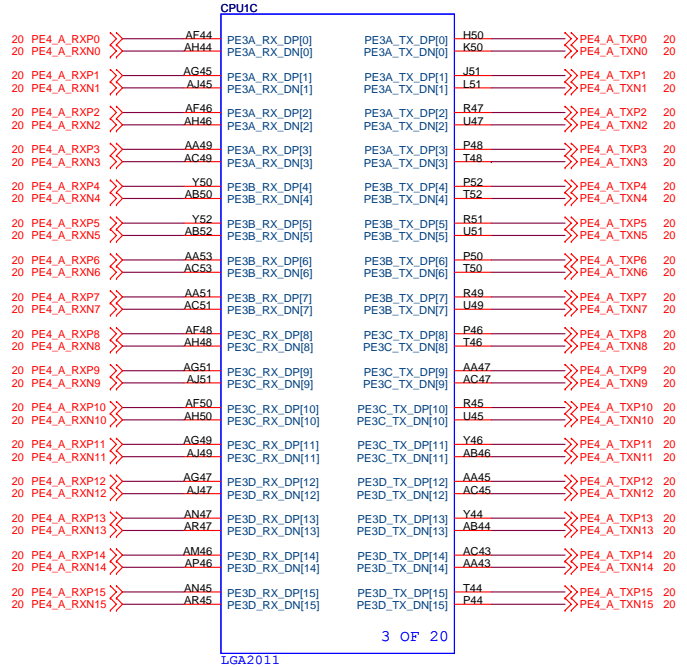 CPU1C
20 PE4_A_RXP0 AF44 PE3A_RX_DP[0] PE3A_TX_DP[0] H50 PE4_A_TXP0 20
20 PE4_A_RXN0 AH44 PE3A_RX_DN[0] PE3A_TX_DN[0] K50 PE4_A_TXN0 20
20 PE4_A_RXP1 AG45 PE3A_RX_DP[1] PE3A_TX_DP[1] J51 PE4_A_TXP1 20
20 PE4_A_RXN1 AJ45 PE3A_RX_DN[1] PE3A_TX_DN[1] L51 PE4_A_TXN1 20
20 PE4_A_RXP2 AF46 PE3A_RX_DP[2] PE3A_TX_DP[2] R47 PE4_A_TXP2 20
20 PE4_A_RXN2 AH46 PE3A_RX_DN[2] PE3A_TX_DN[2] U47 PE4_A_TXN2 20
20 PE4_A_RXP3 AA49 PE3A_RX_DP[3] PE3A_TX_DP[3] P48 PE4_A_TXP3 20
20 PE4_A_RXN3 AC49 PE3A_RX_DN[3] PE3A_TX_DN[3] T48 PE4_A_TXN3 20
20 PE4_A_RXP4 Y50 PE3B_RX_DP[4] PE3B_TX_DP[4] P52 PE4_A_TXP4 20
20 PE4_A_RXN4 AB50 PE3B_RX_DN[4] PE3B_TX_DN[4] T52 PE4_A_TXN4 20
20 PE4_A_RXP5 Y52 PE3B_RX_DP[5] PE3B_TX_DP[5] R51 PE4_A_TXP5 20
20 PE4_A_RXN5 AB52 PE3B_RX_DN[5] PE3B_TX_DN[5] U51 PE4_A_TXN5 20
20 PE4_A_RXP6 AA53 PE3B_RX_DP[6] PE3B_TX_DP[6] P50 PE4_A_TXP6 20
20 PE4_A_RXN6 AC53 PE3B_RX_DN[6] PE3B_TX_DN[6] T50 PE4_A_TXN6 20
20 PE4_A_RXP7 AA51 PE3B_RX_DP[7] PE3B_TX_DP[7] R49 PE4_A_TXP7 20
20 PE4_A_RXN7 AC51 PE3B_RX_DN[7] PE3B_TX_DN[7] U49 PE4_A_TXN7 20
20 PE4_A_RXP8 AF48 PE3C_RX_DP[8] PE3C_TX_DP[8] P46 PE4_A_TXP8 20
20 PE4_A_RXN8 AH48 PE3C_RX_DN[8] PE3C_TX_DN[8] T46 PE4_A_TXN8 20
20 PE4_A_RXP9 AG51 PE3C_RX_DP[9] PE3C_TX_DP[9] AA47 PE4_A_TXP9 20
20 PE4_A_RXN9 AJ51 PE3C_RX_DN[9] PE3C_TX_DN[9] AC47 PE4_A_TXN9 20
20 PE4_A_RXP10 AF50 PE3C_RX_DP[10] PE3C_TX_DP[10] R45 PE4_A_TXP10 20
20 PE4_A_RXN10 AH50 PE3C_RX_DN[10] PE3C_TX_DN[10] U45 PE4_A_TXN10 20
20 PE4_A_RXP11 AG49 PE3C_RX_DP[11] PE3C_TX_DP[11] Y46 PE4_A_TXP11 20
20 PE4_A_RXN11 AJ49 PE3C_RX_DN[11] PE3C_TX_DN[11] AB46 PE4_A_TXN11 20
20 PE4_A_RXP12 AG47 PE3D_RX_DP[12] PE3D_TX_DP[12] AA45 PE4_A_TXP12 20
20 PE4_A_RXN12 AJ47 PE3D_RX_DN[12] PE3D_TX_DN[12] AC45 PE4_A_TXN12 20
20 PE4_A_RXP13 AN47 PE3D_RX_DP[13] PE3D_TX_DP[13] Y44 PE4_A_TXP13 20
20 PE4_A_RXN13 AR47 PE3D_RX_DN[13] PE3D_TX_DN[13] AB44 PE4_A_TXN13 20
20 PE4_A_RXP14 AM46 PE3D_RX_DP[14] PE3D_TX_DP[14] AC43 PE4_A_TXP14 20
20 PE4_A_RXN14 AP46 PE3D_RX_DN[14] PE3D_TX_DN[14] AA43 PE4_A_TXN14 20
20 PE4_A_RXP15 AN45 PE3D_RX_DP[15] PE3D_TX_DP[15] T44 PE4_A_TXP15 20
20 PE4_A_RXN15 AR45 PE3D_RX_DN[15] PE3D_TX_DN[15] P44 PE4_A_TXN15 20
3 OF 20
LGA2011